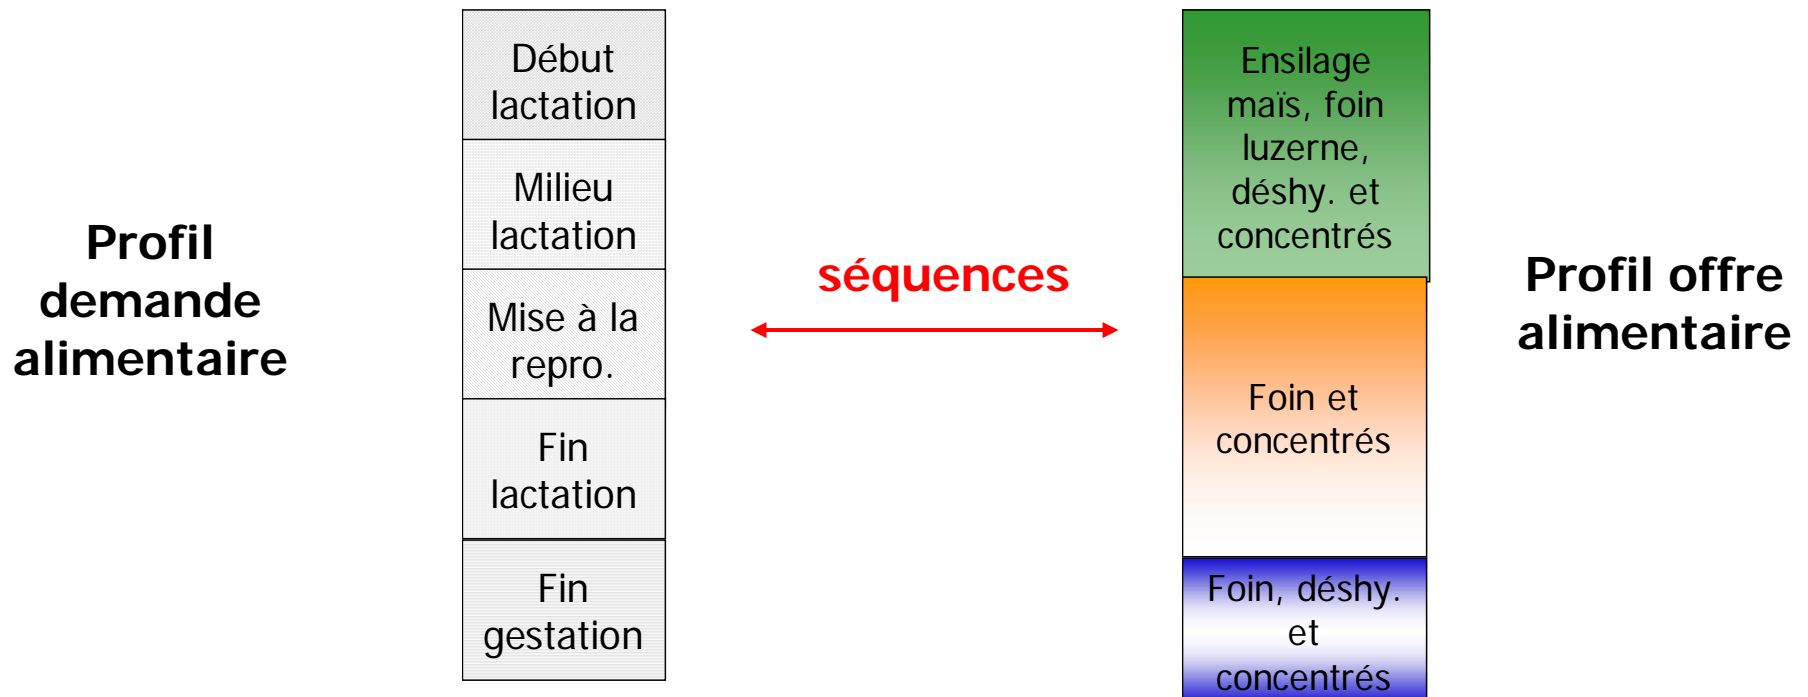 Profil
demande
alimentaire
Début
lactation
Milieu
lactation
Mise à la
repro.
Fin
lactation
Fin
gestation
séquences
Ensilage
maïs, foin
luzerne,
déshy. et
concentrés
Foin et
concentrés
Foin, déshy.
et
concentrés
Profil offre
alimentaire